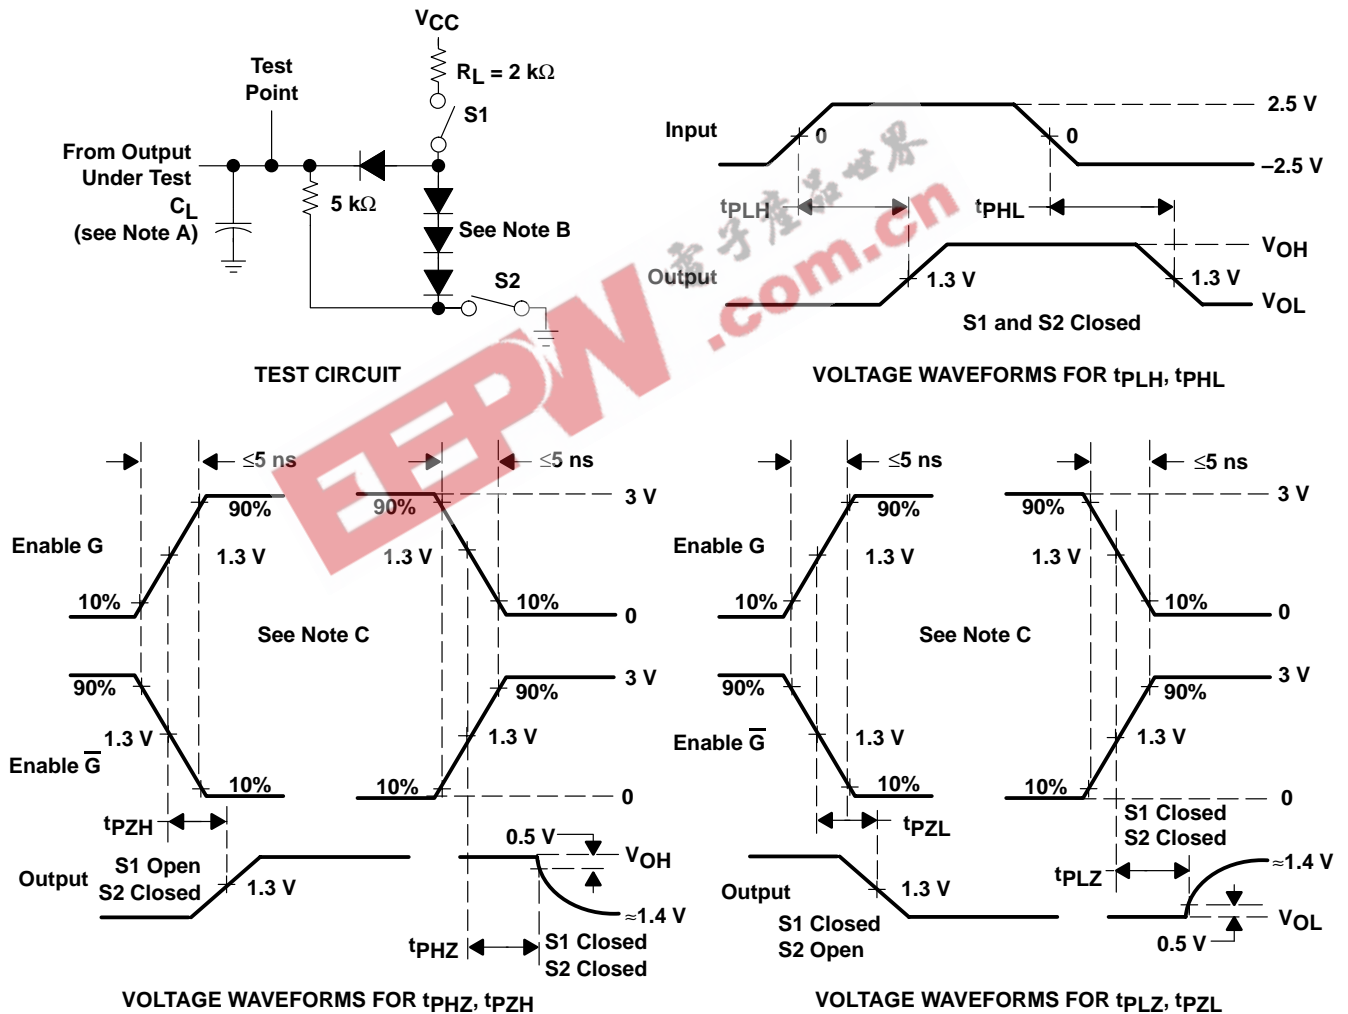 VCC
RL = 2 kΩ
Test
Point
S1
From Output
Under Test
CL
(see Note A)
5 kΩ
See Note B
S2
TEST CIRCUIT
Input
0
0
2.5 V
–2.5 V
tPLH
tPHL
Output
1.3 V
1.3 V
VOH
VOL
S1 and S2 Closed
VOLTAGE WAVEFORMS FOR tPLH, tPHL
电子产品世界
EEPW
.com.cn
≤5 ns
≤5 ns
Enable G
90%
90%
3 V
1.3 V
1.3 V
10%
10%
0
See Note C
90%
90%
3 V
1.3 V
1.3 V
Enable G̅
10%
10%
0
tPZH
Output
S1 Open
S2 Closed
1.3 V
0.5 V
VOH
≈1.4 V
tPHZ
S1 Closed
S2 Closed
VOLTAGE WAVEFORMS FOR tPHZ, tPZH
≤5 ns
≤5 ns
Enable G
90%
90%
3 V
1.3 V
1.3 V
10%
10%
0
See Note C
90%
90%
3 V
Enable G̅
1.3 V
1.3 V
10%
10%
0
tPZL
Output
1.3 V
S1 Closed
S2 Open
S1 Closed
S2 Closed
tPLZ
≈1.4 V
VOL
0.5 V
VOLTAGE WAVEFORMS FOR tPLZ, tPZL